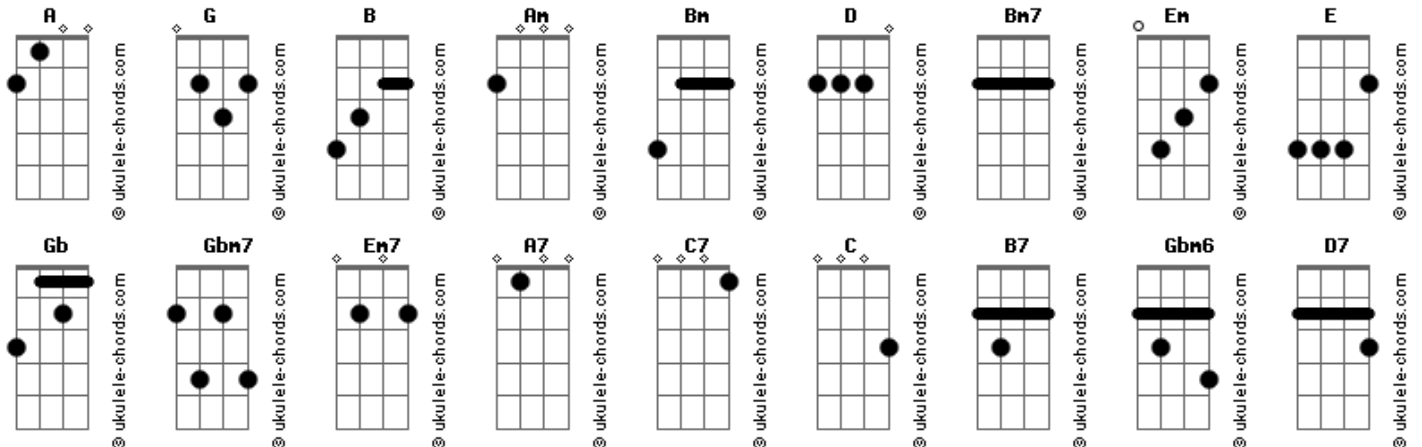 A G B Am Bm D Bm7 Em E
© ukulele-chords.com © ukulele-chords.com © ukulele-chords.com © ukulele-chords.com © ukulele-chords.com © ukulele-chords.com © ukulele-chords.com © ukulele-chords.com © ukulele-chords.com
Gb Gbm7 Em7 A7 C7 C B7 Gbm6 D7
© ukulele-chords.com © ukulele-chords.com © ukulele-chords.com © ukulele-chords.com © ukulele-chords.com © ukulele-chords.com © ukulele-chords.com © ukulele-chords.com © ukulele-chords.com